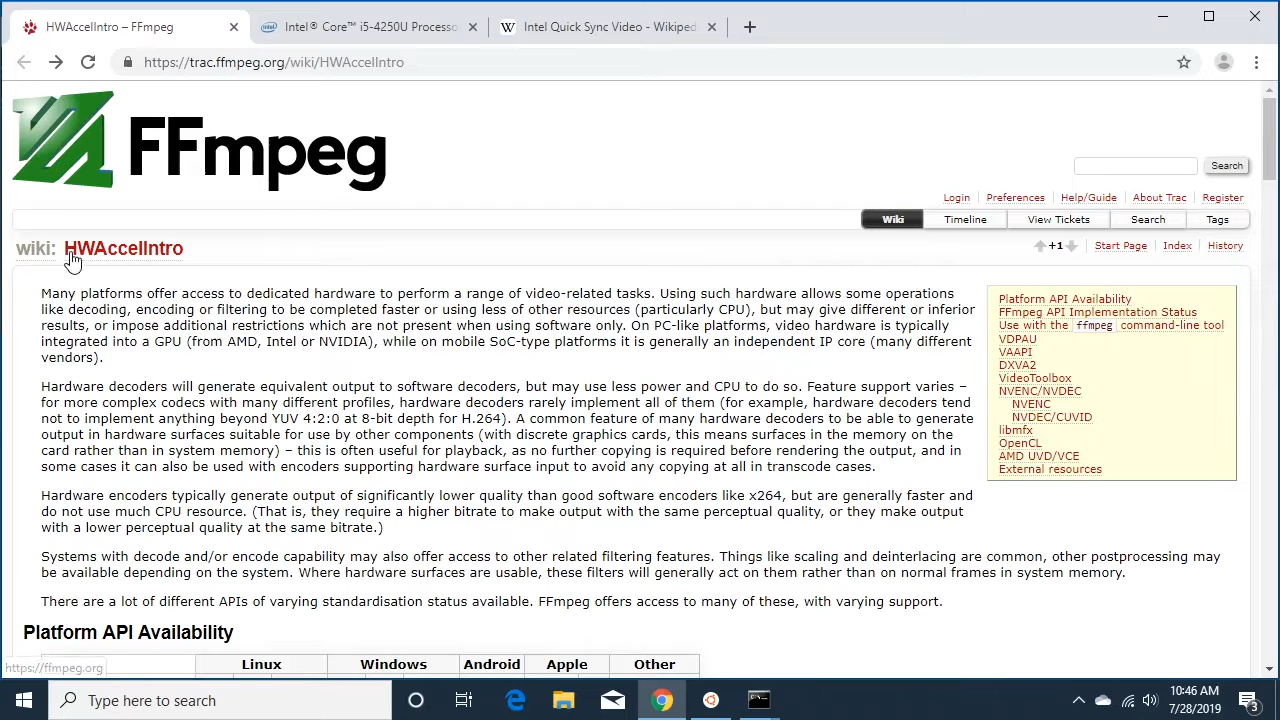 HWAccelIntro – FFmpeg
Intel® Core™ i5-4250U Processo
Intel Quick Sync Video - Wikiped
https://trac.ffmpeg.org/wiki/HWAccelIntro
FFmpeg
Search
Login
Preferences
Help/Guide
About Trac
Register
Wiki
Timeline
View Tickets
Search
Tags
wiki: HWAccelIntro
+1
Start Page
Index
History
Many platforms offer access to dedicated hardware to perform a range of video-related tasks. Using such hardware allows some operations
like decoding, encoding or filtering to be completed faster or using less of other resources (particularly CPU), but may give different or inferior
results, or impose additional restrictions which are not present when using software only. On PC-like platforms, video hardware is typically
integrated into a GPU (from AMD, Intel or NVIDIA), while on mobile SoC-type platforms it is generally an independent IP core (many different
vendors).
Hardware decoders will generate equivalent output to software decoders, but may use less power and CPU to do so. Feature support varies –
for more complex codecs with many different profiles, hardware decoders rarely implement all of them (for example, hardware decoders tend
not to implement anything beyond YUV 4:2:0 at 8-bit depth for H.264). A common feature of many hardware decoders to be able to generate
output in hardware surfaces suitable for use by other components (with discrete graphics cards, this means surfaces in the memory on the
card rather than in system memory) – this is often useful for playback, as no further copying is required before rendering the output, and in
some cases it can also be used with encoders supporting hardware surface input to avoid any copying at all in transcode cases.
Hardware encoders typically generate output of significantly lower quality than good software encoders like x264, but are generally faster and
do not use much CPU resource. (That is, they require a higher bitrate to make output with the same perceptual quality, or they make output
with a lower perceptual quality at the same bitrate.)
Systems with decode and/or encode capability may also offer access to other related filtering features. Things like scaling and deinterlacing are common, other postprocessing may
be available depending on the system. Where hardware surfaces are usable, these filters will generally act on them rather than on normal frames in system memory.
There are a lot of different APIs of varying standardisation status available. FFmpeg offers access to many of these, with varying support.
Platform API Availability
FFmpeg API Implementation Status
Use with the ffmpeg command-line tool
VDPAU
VAAPI
DXVA2
VideoToolbox
NVENC/NVDEC
NVENC
NVDEC/CUVID
libmfx
OpenCL
AMD UVD/VCE
External resources
Platform API Availability
Linux
Windows
Android
Apple
Other
https://ffmpeg.org
Type here to search
10:46 AM
7/28/2019
3